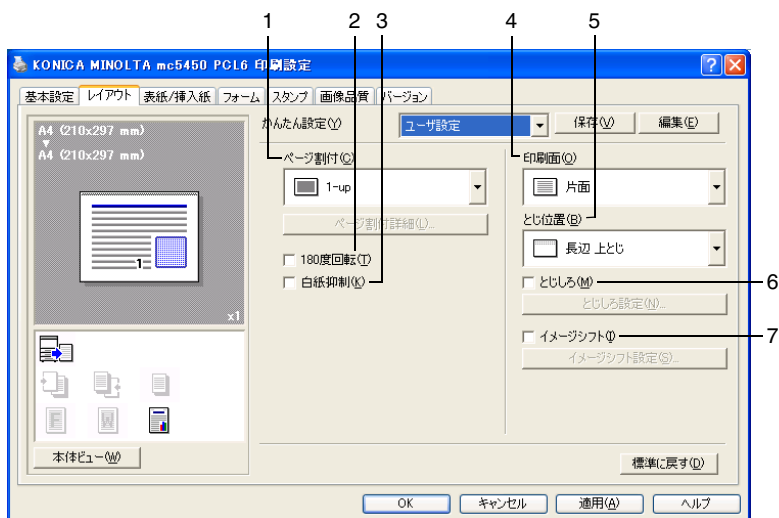 1 2 3 4 5
KONICA MINOLTA mc5450 PCL6 印刷設定
基本設定 レイアウト 表紙/挿入紙 フォーム スタンプ 画像品質 バージョン
A4 (210x297 mm)
A4 (210x297 mm)
かんたん設定(Y) ユーザ設定 保存(V) 編集(E)
ページ割付(C)
1-up
ページ割付詳細(L)...
180度回転(T)
白紙抑制(K)
印刷面(O)
片面
とじ位置(B)
長辺 上とじ
とじしろ(M) 6
とじしろ設定(N)...
イメージシフト(I) 7
イメージシフト設定(S)...
1
x1
F W
本体ビュー(W)
標準に戻す(D)
OK キャンセル 適用(A) ヘルプ